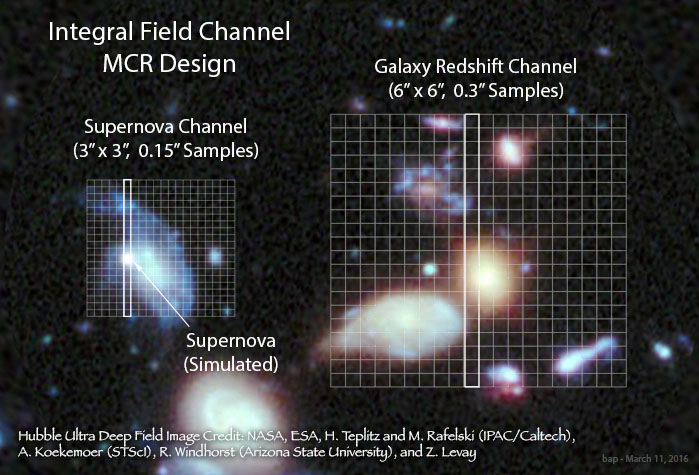 Integral Field Channel
MCR Design
Galaxy Redshift Channel
(6” x 6”, 0.3” Samples)
Supernova Channel
(3” x 3”, 0.15” Samples)
Supernova
(Simulated)
Hubble Ultra Deep Field Image Credit: NASA, ESA, H. Teplitz and M. Rafelski (IPAC/Caltech),
A. Koekemoer (STScI), R. Windhorst (Arizona State University), and Z. Levay
bap - March 11, 2016